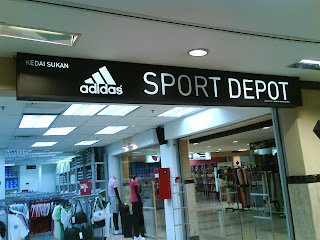 KEDAI SUKAN
adidas
SPORT DEPOT